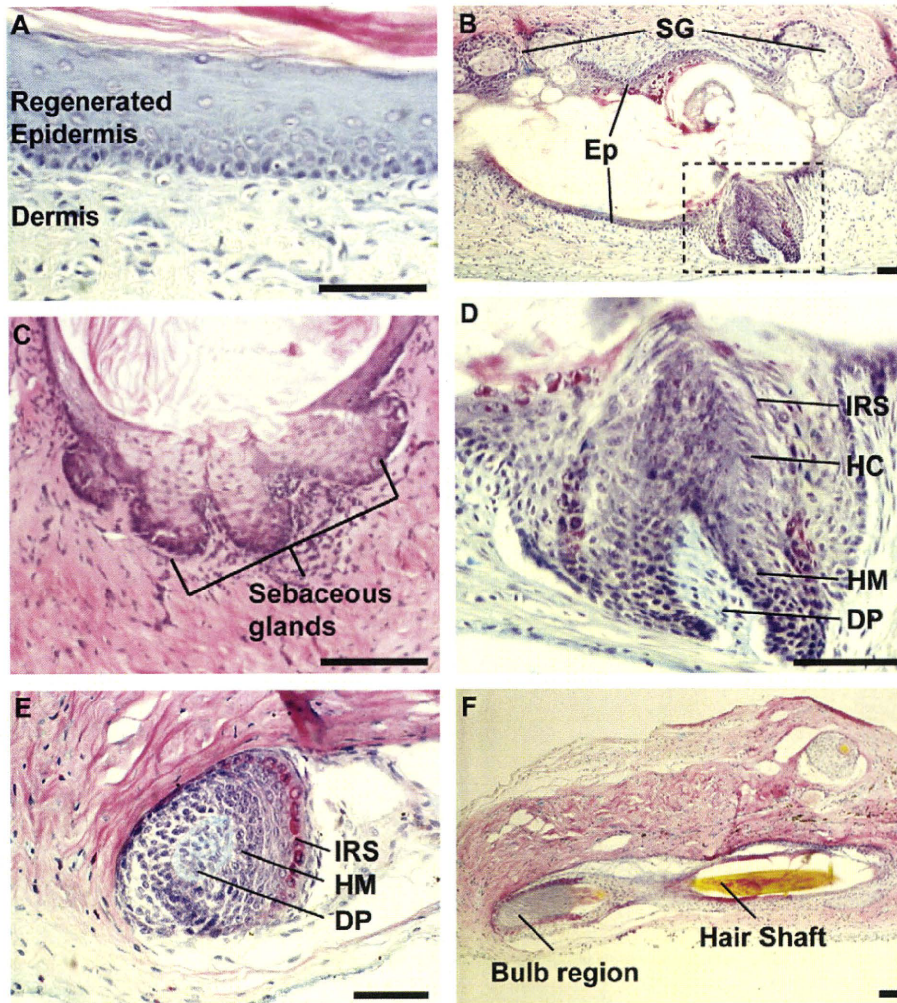 A
Regenerated
Epidermis
Dermis
B
SG
Ep
C
Sebaceous
glands
D
IRS
HC
HM
DP
E
IRS
HM
DP
F
Hair Shaft
Bulb region